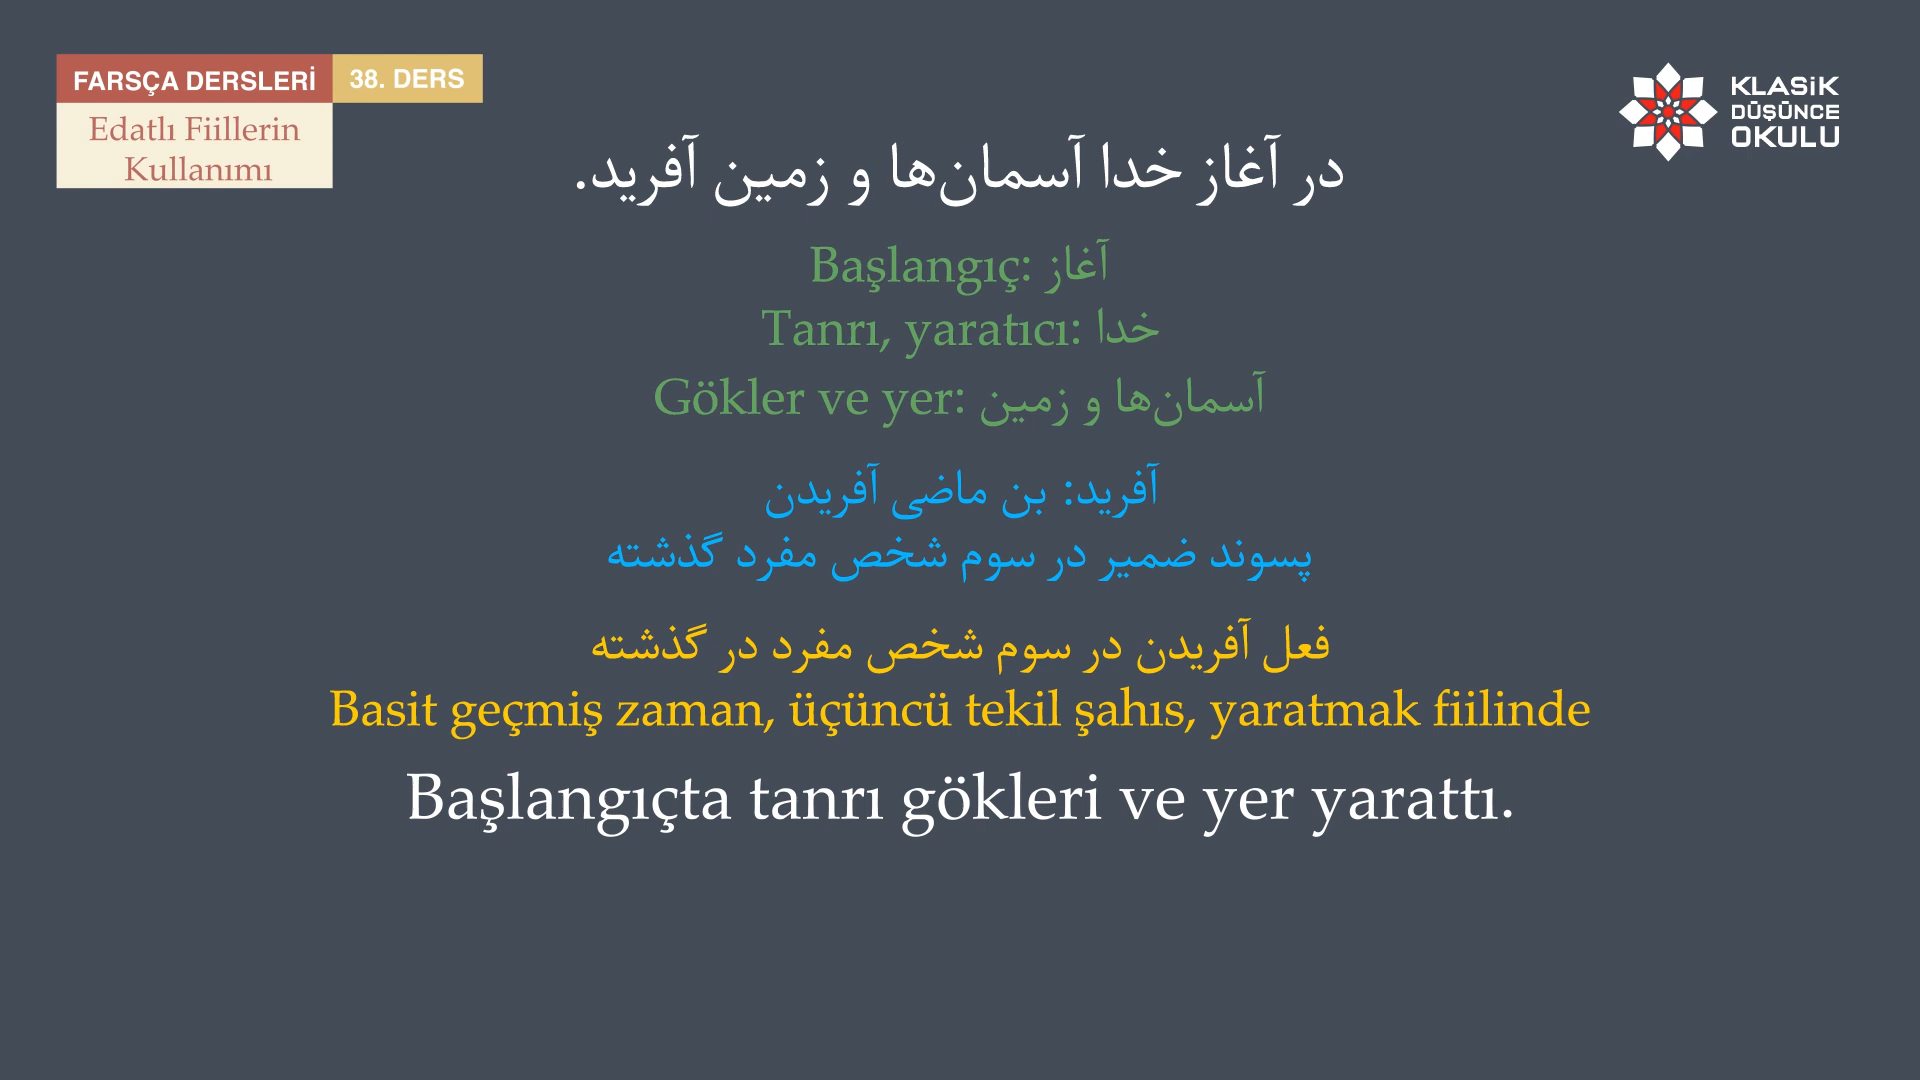 FARSÇA DERSLERİ
38. DERS
Edatlı Fiillerin
Kullanımı
KLASiK
DÜŞÜNCE
OKULU
در آغاز خدا آسمان‌ها و زمین آفرید.
Başlangıç: آغاز
Tanrı, yaratıcı: خدا
Gökler ve yer: آسمان‌ها و زمین
آفرید: بن ماضی آفریدن
پسوند ضمیر در سوم شخص مفرد گذشته
فعل آفریدن در سوم شخص مفرد در گذشته
Basit geçmiş zaman, üçüncü tekil şahıs, yaratmak fiilinde
Başlangıçta tanrı gökleri ve yer yarattı.